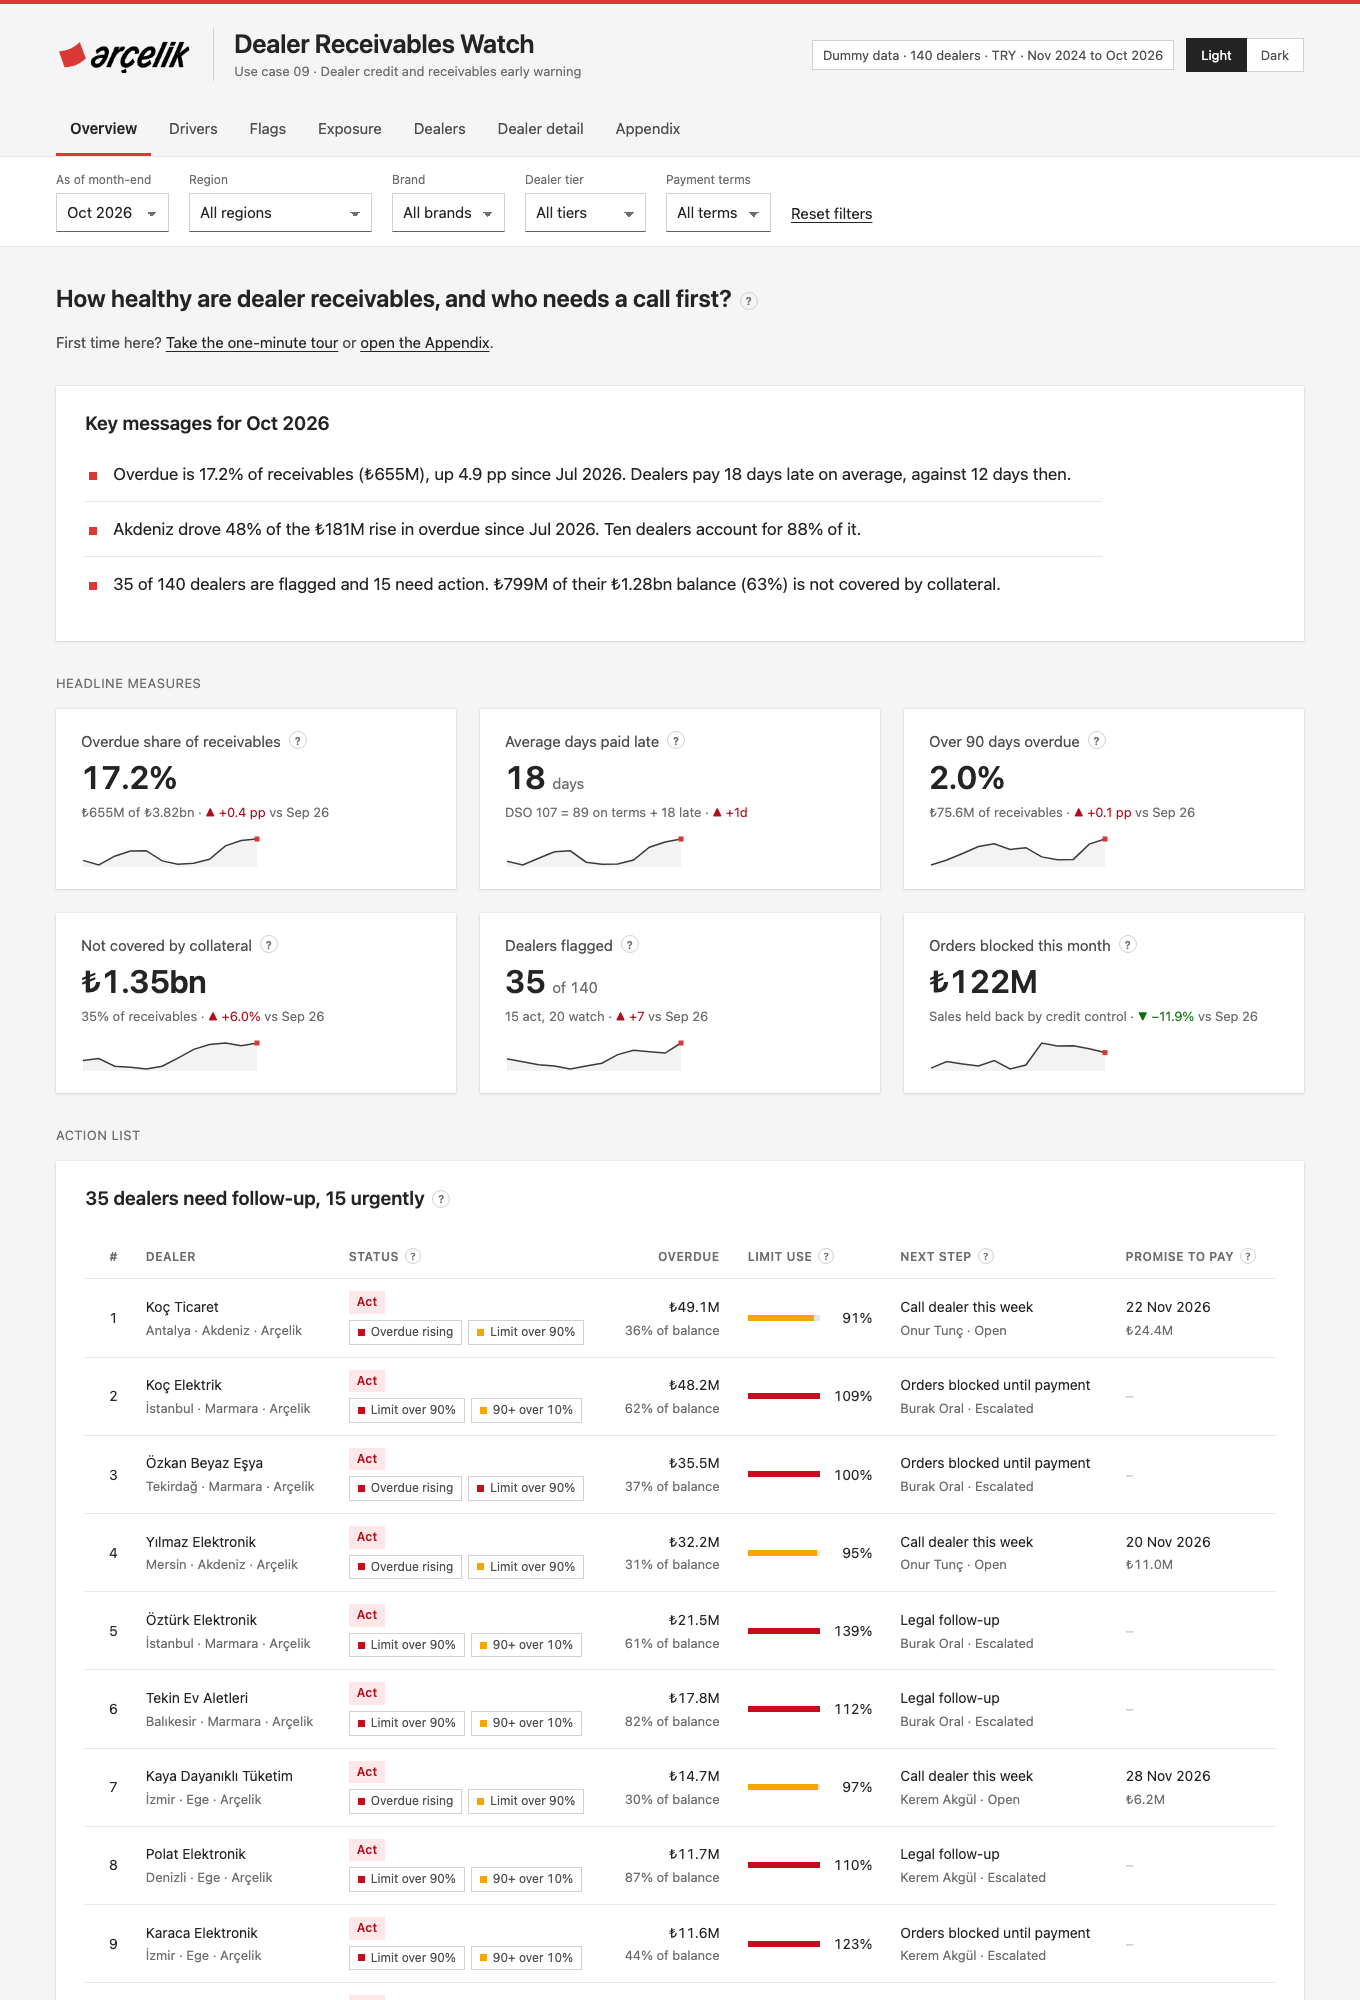 arçelik
Dealer Receivables Watch
Use case 09 · Dealer credit and receivables early warning
Dummy data · 140 dealers · TRY · Nov 2024 to Oct 2026
Light
Dark
Overview
Drivers
Flags
Exposure
Dealers
Dealer detail
Appendix
As of month-end
Region
Brand
Dealer tier
Payment terms
Oct 2026
All regions
All brands
All tiers
All terms
Reset filters
How healthy are dealer receivables, and who needs a call first? ?
First time here? Take the one-minute tour or open the Appendix.
Key messages for Oct 2026
Overdue is 17.2% of receivables (₺655M), up 4.9 pp since Jul 2026. Dealers pay 18 days late on average, against 12 days then.
Akdeniz drove 48% of the ₺181M rise in overdue since Jul 2026. Ten dealers account for 88% of it.
35 of 140 dealers are flagged and 15 need action. ₺799M of their ₺1.28bn balance (63%) is not covered by collateral.
HEADLINE MEASURES
Overdue share of receivables ?
17.2%
₺655M of ₺3.82bn · ▲ +0.4 pp vs Sep 26
Average days paid late ?
18 days
DSO 107 = 89 on terms + 18 late · ▲ +1d
Over 90 days overdue ?
2.0%
₺75.6M of receivables · ▲ +0.1 pp vs Sep 26
Not covered by collateral ?
₺1.35bn
35% of receivables · ▲ +6.0% vs Sep 26
Dealers flagged ?
35 of 140
15 act, 20 watch · ▲ +7 vs Sep 26
Orders blocked this month ?
₺122M
Sales held back by credit control · ▼ −11.9% vs Sep 26
ACTION LIST
35 dealers need follow-up, 15 urgently ?
# DEALER STATUS ? OVERDUE LIMIT USE ? NEXT STEP ? PROMISE TO PAY ?
1
Koç Ticaret
Antalya · Akdeniz · Arçelik
Act
Overdue rising
Limit over 90%
₺49.1M
36% of balance
91%
Call dealer this week
Onur Tunç · Open
22 Nov 2026
₺24.4M
2
Koç Elektrik
İstanbul · Marmara · Arçelik
Act
Limit over 90%
90+ over 10%
₺48.2M
62% of balance
109%
Orders blocked until payment
Burak Oral · Escalated
–
3
Özkan Beyaz Eşya
Tekirdağ · Marmara · Arçelik
Act
Overdue rising
Limit over 90%
₺35.5M
37% of balance
100%
Orders blocked until payment
Burak Oral · Escalated
–
4
Yılmaz Elektronik
Mersin · Akdeniz · Arçelik
Act
Overdue rising
Limit over 90%
₺32.2M
31% of balance
95%
Call dealer this week
Onur Tunç · Open
20 Nov 2026
₺11.0M
5
Öztürk Elektronik
İstanbul · Marmara · Arçelik
Act
Limit over 90%
90+ over 10%
₺21.5M
61% of balance
139%
Legal follow-up
Burak Oral · Escalated
–
6
Tekin Ev Aletleri
Balıkesir · Marmara · Arçelik
Act
Limit over 90%
90+ over 10%
₺17.8M
82% of balance
112%
Legal follow-up
Burak Oral · Escalated
–
7
Kaya Dayanıklı Tüketim
İzmir · Ege · Arçelik
Act
Overdue rising
Limit over 90%
₺14.7M
30% of balance
97%
Call dealer this week
Kerem Akgül · Open
28 Nov 2026
₺6.2M
8
Polat Elektronik
Denizli · Ege · Arçelik
Act
Limit over 90%
90+ over 10%
₺11.7M
87% of balance
110%
Legal follow-up
Kerem Akgül · Escalated
–
9
Karaca Elektronik
İzmir · Ege · Arçelik
Act
Limit over 90%
90+ over 10%
₺11.6M
44% of balance
123%
Orders blocked until payment
Kerem Akgül · Escalated
–